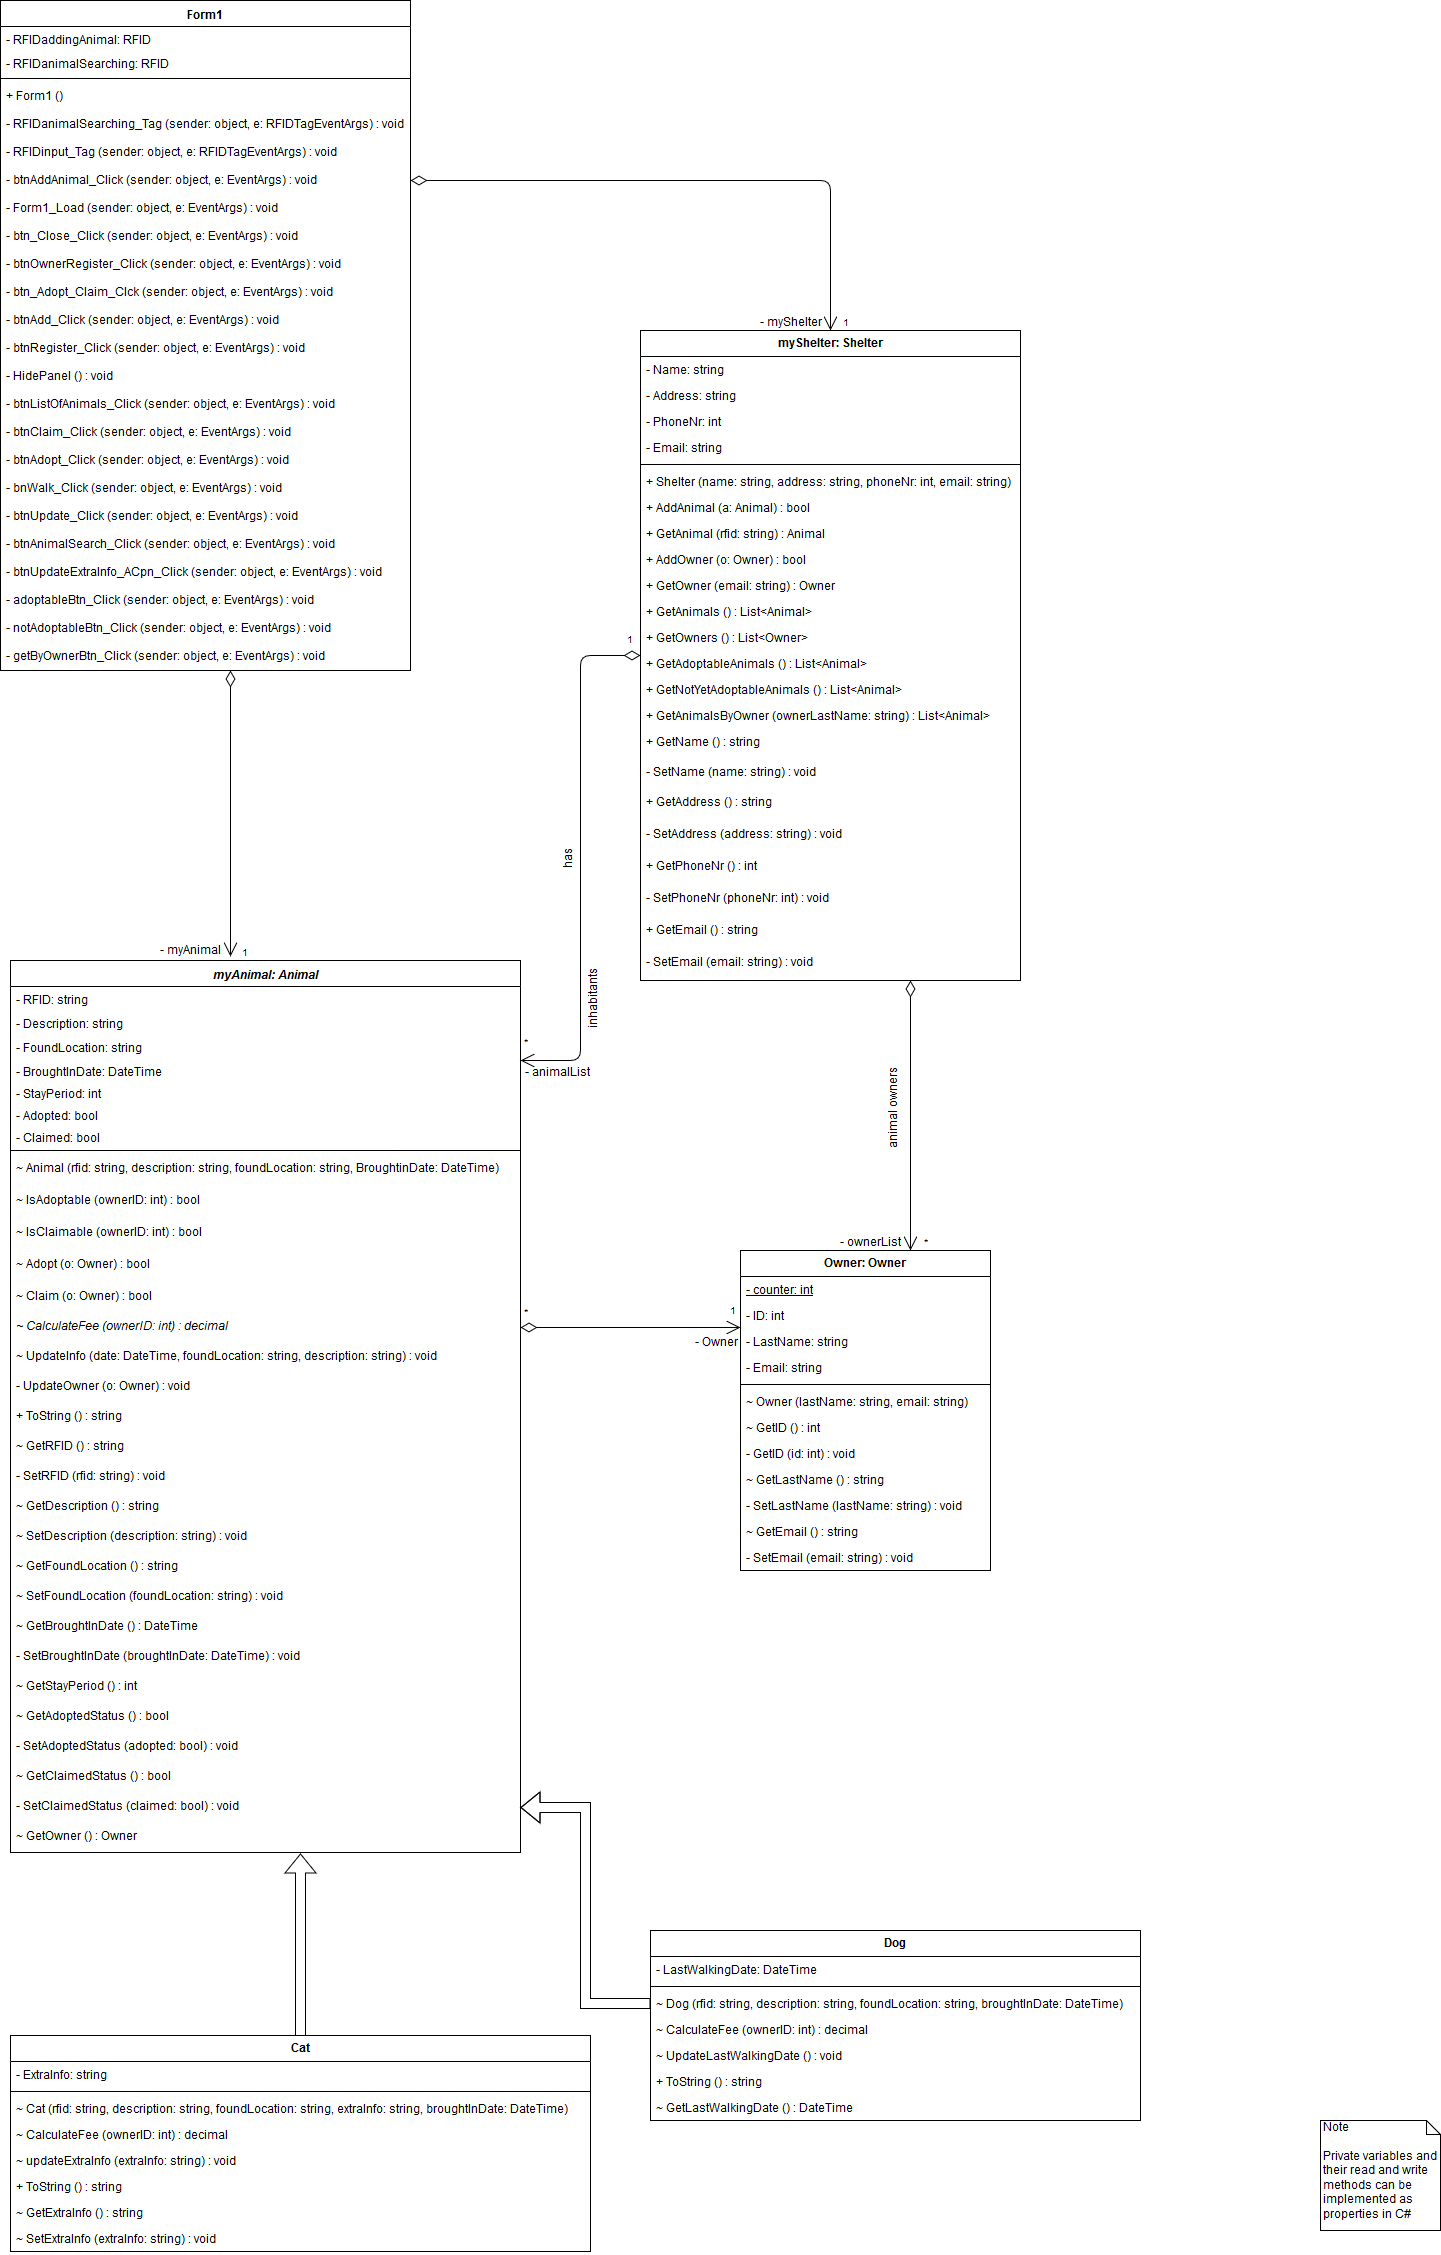 Form1
- RFIDaddingAnimal: RFID
- RFIDanimalSearching: RFID
+ Form1 ()
- RFIDanimalSearching_Tag (sender: object, e: RFIDTagEventArgs) : void
- RFIDinput_Tag (sender: object, e: RFIDTagEventArgs) : void
- btnAddAnimal_Click (sender: object, e: EventArgs) : void
- Form1_Load (sender: object, e: EventArgs) : void
- btn_Close_Click (sender: object, e: EventArgs) : void
- btnOwnerRegister_Click (sender: object, e: EventArgs) : void
- btn_Adopt_Claim_Clck (sender: object, e: EventArgs) : void
- btnAdd_Click (sender: object, e: EventArgs) : void
- btnRegister_Click (sender: object, e: EventArgs) : void
- HidePanel () : void
- btnListOfAnimals_Click (sender: object, e: EventArgs) : void
- btnClaim_Click (sender: object, e: EventArgs) : void
- btnAdopt_Click (sender: object, e: EventArgs) : void
- bnWalk_Click (sender: object, e: EventArgs) : void
- btnUpdate_Click (sender: object, e: EventArgs) : void
- btnAnimalSearch_Click (sender: object, e: EventArgs) : void
- btnUpdateExtraInfo_ACpn_Click (sender: object, e: EventArgs) : void
- adoptableBtn_Click (sender: object, e: EventArgs) : void
- notAdoptableBtn_Click (sender: object, e: EventArgs) : void
- getByOwnerBtn_Click (sender: object, e: EventArgs) : void
- myShelter
1
myShelter: Shelter
- Name: string
- Address: string
- PhoneNr: int
- Email: string
+ Shelter (name: string, address: string, phoneNr: int, email: string)
+ AddAnimal (a: Animal) : bool
+ GetAnimal (rfid: string) : Animal
+ AddOwner (o: Owner) : bool
+ GetOwner (email: string) : Owner
+ GetAnimals () : List<Animal>
+ GetOwners () : List<Owner>
+ GetAdoptableAnimals () : List<Animal>
+ GetNotYetAdoptableAnimals () : List<Animal>
+ GetAnimalsByOwner (ownerLastName: string) : List<Animal>
+ GetName () : string
- SetName (name: string) : void
+ GetAddress () : string
- SetAddress (address: string) : void
+ GetPhoneNr () : int
- SetPhoneNr (phoneNr: int) : void
+ GetEmail () : string
- SetEmail (email: string) : void
1
has
inhabitants
*
- animalList
- myAnimal
1
myAnimal: Animal
- RFID: string
- Description: string
- FoundLocation: string
- BroughtInDate: DateTime
- StayPeriod: int
- Adopted: bool
- Claimed: bool
~ Animal (rfid: string, description: string, foundLocation: string, BroughtinDate: DateTime)
~ IsAdoptable (ownerID: int) : bool
~ IsClaimable (ownerID: int) : bool
~ Adopt (o: Owner) : bool
~ Claim (o: Owner) : bool
~ CalculateFee (ownerID: int) : decimal
~ UpdateInfo (date: DateTime, foundLocation: string, description: string) : void
- UpdateOwner (o: Owner) : void
+ ToString () : string
~ GetRFID () : string
- SetRFID (rfid: string) : void
~ GetDescription () : string
~ SetDescription (description: string) : void
~ GetFoundLocation () : string
~ SetFoundLocation (foundLocation: string) : void
~ GetBroughtInDate () : DateTime
- SetBroughtInDate (broughtInDate: DateTime) : void
~ GetStayPeriod () : int
~ GetAdoptedStatus () : bool
- SetAdoptedStatus (adopted: bool) : void
~ GetClaimedStatus () : bool
- SetClaimedStatus (claimed: bool) : void
~ GetOwner () : Owner
animal owners
- ownerList
*
*
1
- Owner
Owner: Owner
- counter: int
- ID: int
- LastName: string
- Email: string
~ Owner (lastName: string, email: string)
~ GetID () : int
- GetID (id: int) : void
~ GetLastName () : string
- SetLastName (lastName: string) : void
~ GetEmail () : string
- SetEmail (email: string) : void
Dog
- LastWalkingDate: DateTime
~ Dog (rfid: string, description: string, foundLocation: string, broughtInDate: DateTime)
~ CalculateFee (ownerID: int) : decimal
~ UpdateLastWalkingDate () : void
+ ToString () : string
~ GetLastWalkingDate () : DateTime
Cat
- ExtraInfo: string
~ Cat (rfid: string, description: string, foundLocation: string, extraInfo: string, broughtInDate: DateTime)
~ CalculateFee (ownerID: int) : decimal
~ updateExtraInfo (extraInfo: string) : void
+ ToString () : string
~ GetExtraInfo () : string
~ SetExtraInfo (extraInfo: string) : void
Note
Private variables and
their read and write
methods can be
implemented as
properties in C#